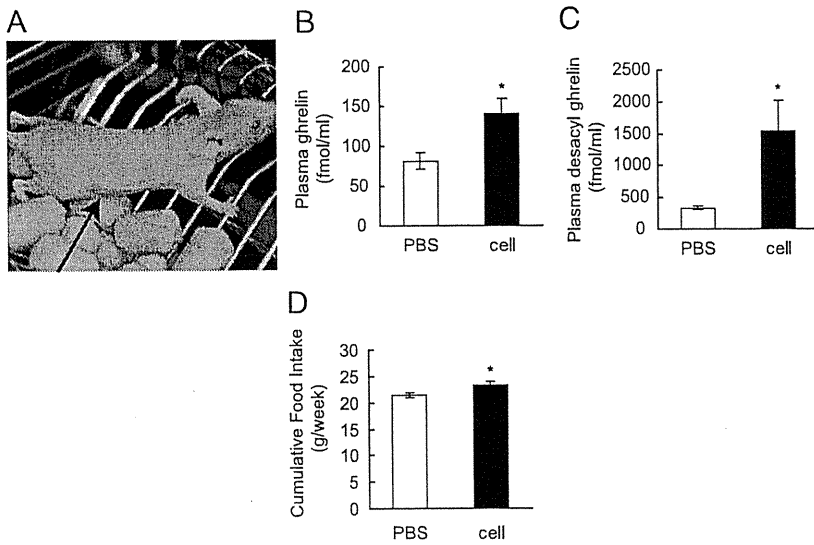 A
B
C
Plasma ghrelin
(fmol/ml)
200
150
100
50
0
*
PBS
cell
Plasma desacyl ghrelin
(fmol/ml)
2500
2000
1500
1000
500
0
*
PBS
cell
D
Cumulative Food Intake
(g/week)
30
25
20
15
10
5
0
*
PBS
cell